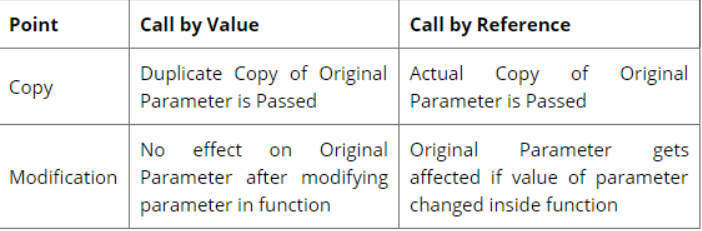 Point Call by Value Call by Reference
Copy
Duplicate Copy of Original
Parameter is Passed
Actual Copy of Original
Parameter is Passed
Modification
No effect on Original
Parameter after modifying
parameter in function
Original Parameter gets
affected if value of parameter
changed inside function